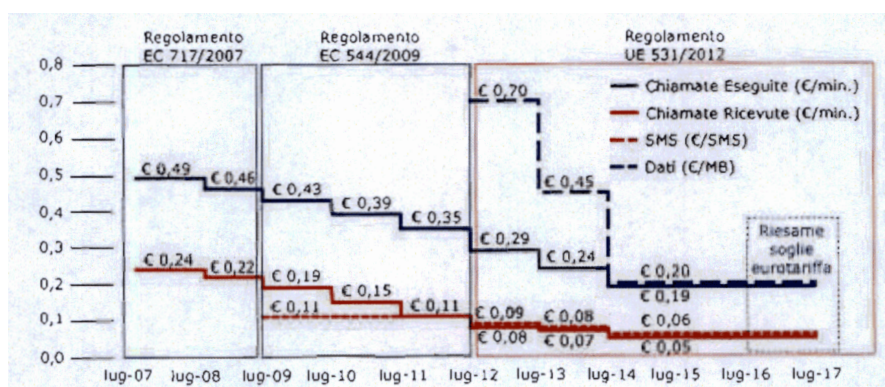 Regolamento
EC 717/2007
Regolamento
EC 544/2009
Regolamento
UE 531/2012
0,8
0,7
0,6
0,5
0,4
0,3
0,2
0,1
0,0
Chiamate Eseguite (€/min.)
Chiamate Ricevute (€/min.)
SMS (€/SMS)
Dati (€/MB)
€ 0,70
€ 0,49
€ 0,46
€ 0,43
€ 0,39
€ 0,35
€ 0,45
€ 0,29
€ 0,24
€ 0,20
€ 0,19
€ 0,24
€ 0,22
€ 0,19
€ 0,15
€ 0,11
€ 0,11
€ 0,09
€ 0,08
€ 0,08
€ 0,07
€ 0,06
€ 0,05
Riesame
soglie
eurotariffa
lug-07 lug-08 lug-09 lug-10 lug-11 lug-12 lug-13 lug-14 lug-15 lug-16 lug-17